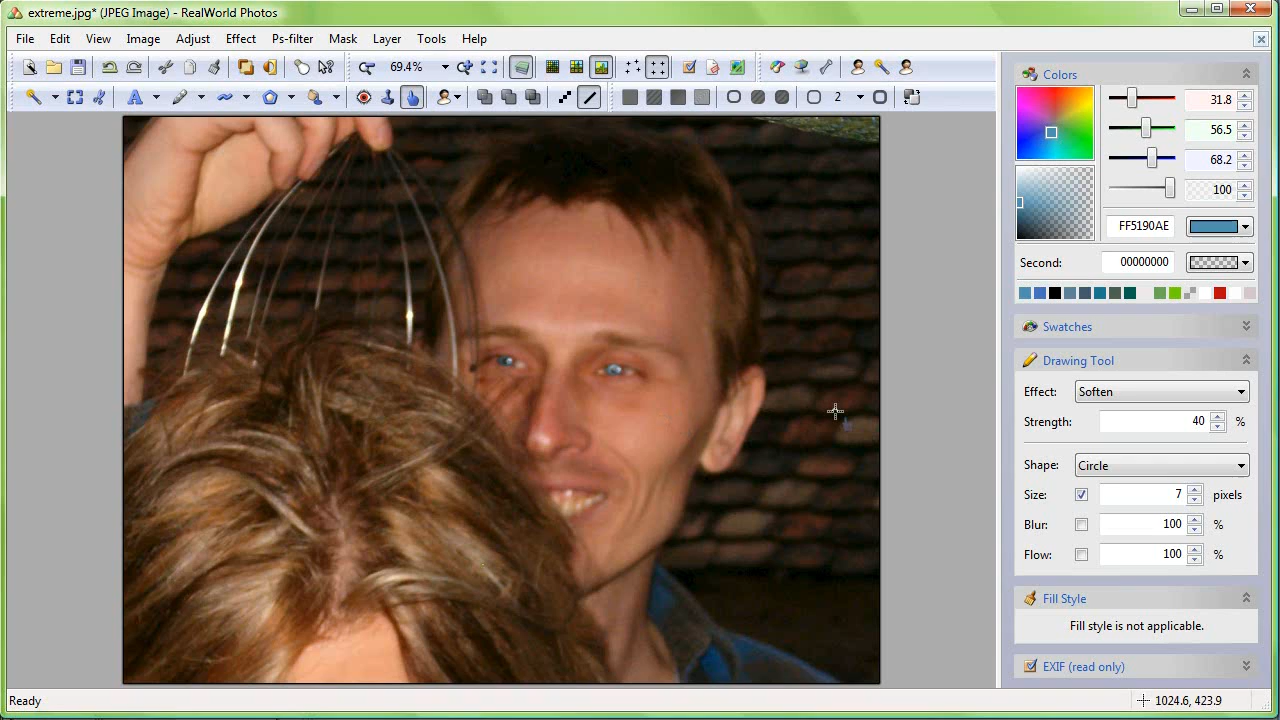 extreme.jpg* (JPEG Image) - RealWorld Photos
File Edit View Image Adjust Effect Ps-filter Mask Layer Tools Help
69.4%
2
Colors
31.8
56.5
68.2
100
FF5190AE
Second: 00000000
Swatches
Drawing Tool
Effect: Soften
Strength: 40 %
Shape: Circle
Size: 7 pixels
Blur: 100 %
Flow: 100 %
Fill Style
Fill style is not applicable.
EXIF (read only)
Ready
1024.6, 423.9